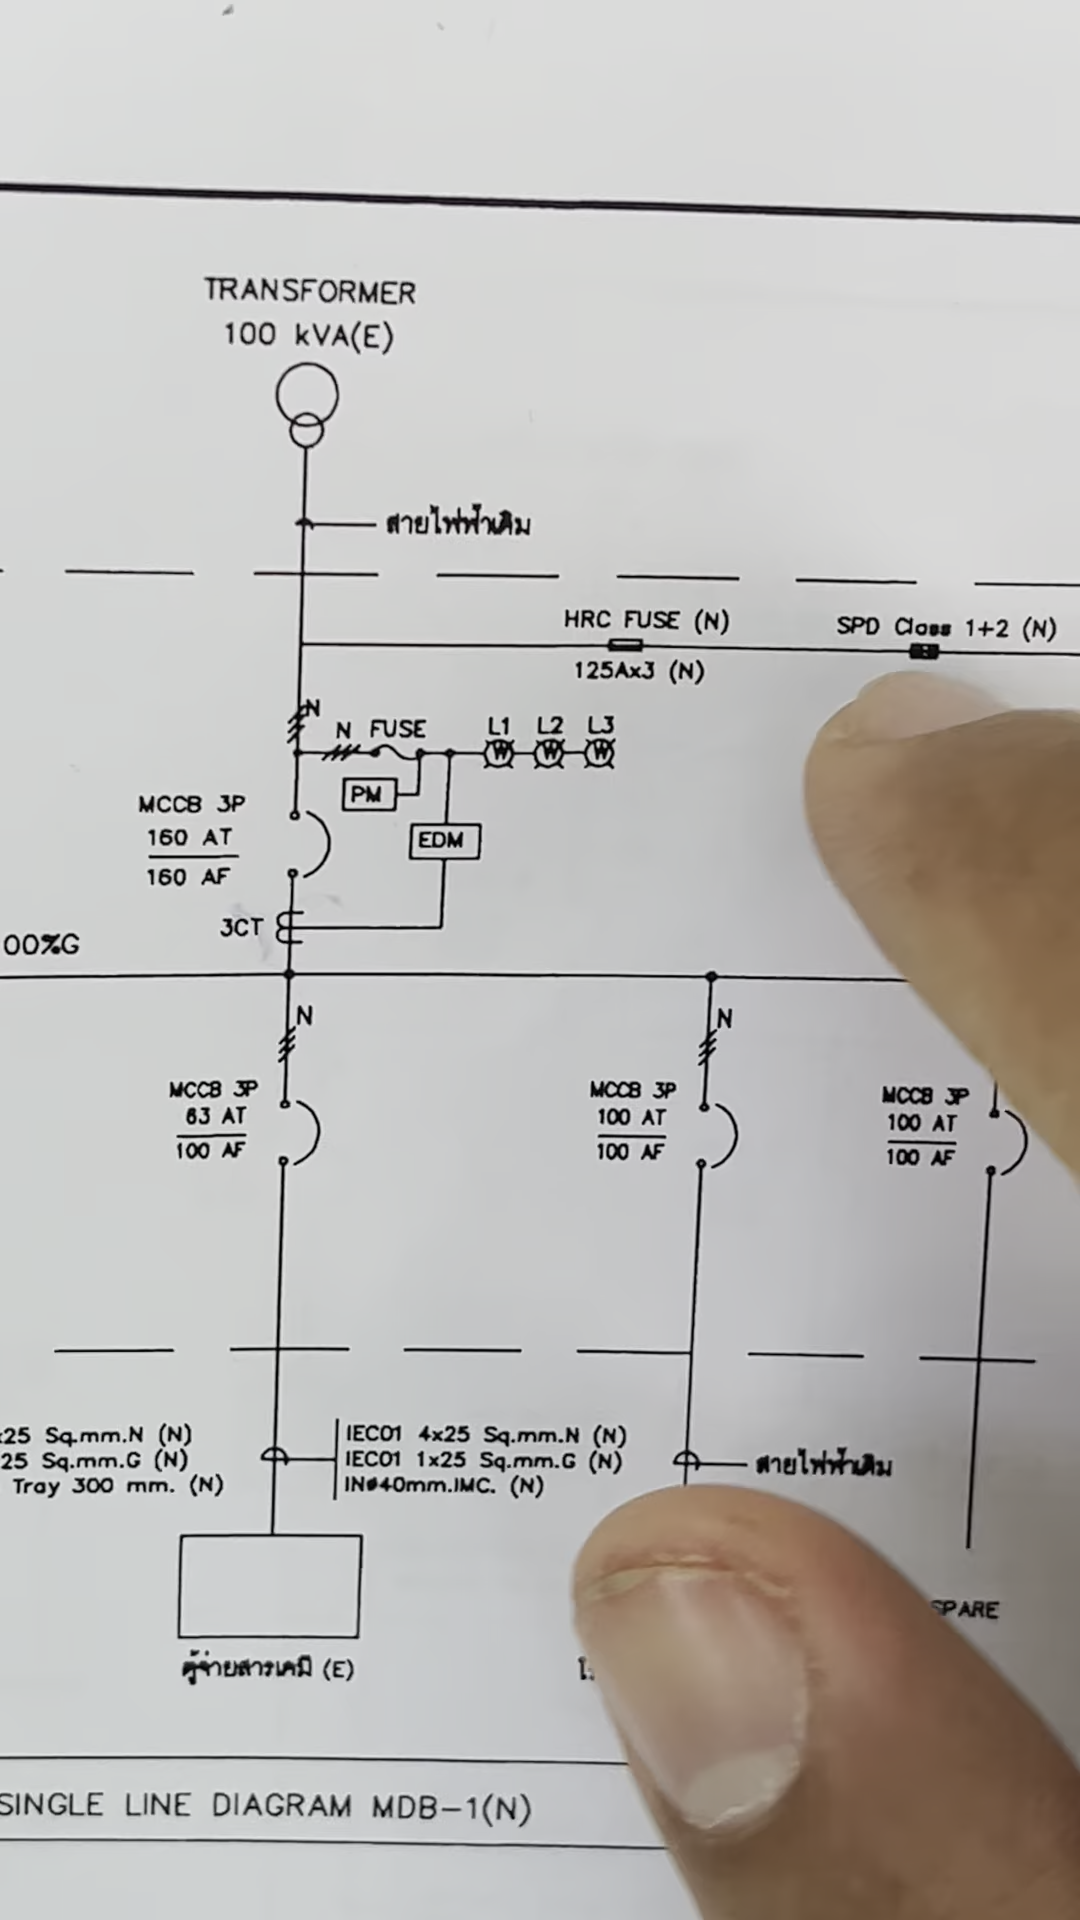 TRANSFORMER
100 kVA(E)
สายไฟฟ้าเดิม
HRC FUSE (N)
125Ax3 (N)
SPD Class 1+2 (N)
N
N FUSE
L1 L2 L3
W W W
PM
EDM
MCCB 3P
160 AT
160 AF
3CT
00%G
N
N
MCCB 3P
63 AT
100 AF
MCCB 3P
100 AT
100 AF
MCCB 3P
100 AT
100 AF
x25 Sq.mm.N (N)
25 Sq.mm.G (N)
Tray 300 mm. (N)
IEC01 4x25 Sq.mm.N (N)
IEC01 1x25 Sq.mm.G (N)
INø40mm.IMC. (N)
สายไฟฟ้าเดิม
SPARE
ตู้จ่ายสารเคมี (E)
SINGLE LINE DIAGRAM MDB-1(N)